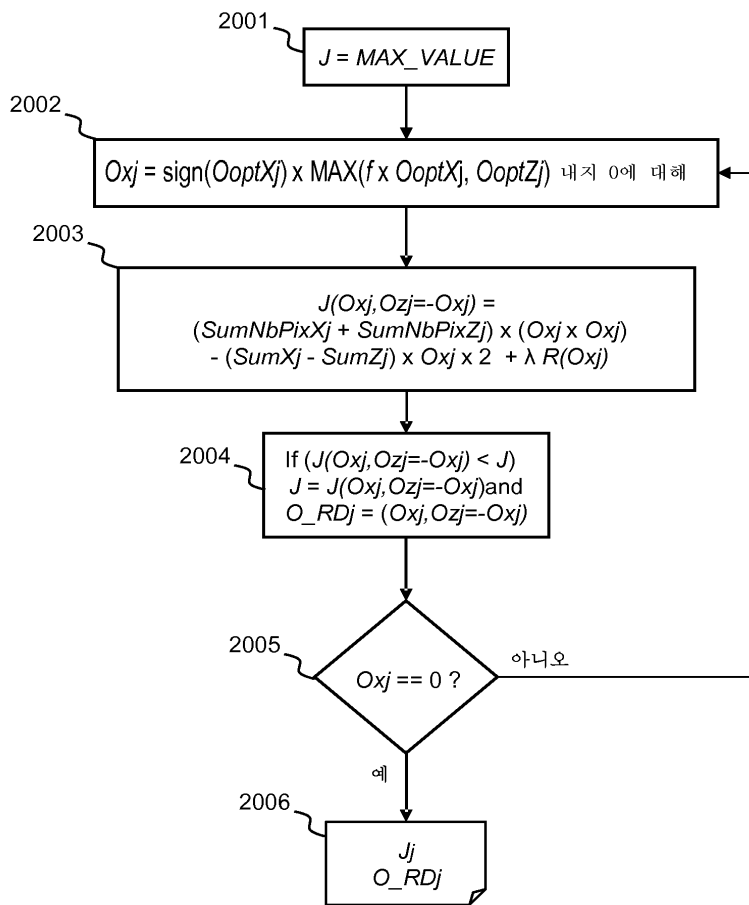 2001
J = MAX_VALUE
2002
Oxj = sign(OoptXj) x MAX(f x OoptXj, OoptZj) 내지 0에 대해
2003
J(Oxj,Ozj=-Oxj) =
(SumNbPixXj + SumNbPixZj) x (Oxj x Oxj)
- (SumXj - SumZj) x Oxj x 2 + λ R(Oxj)
2004
If (J(Oxj,Ozj=-Oxj) < J)
J = J(Oxj,Ozj=-Oxj)and
O_RDj = (Oxj,Ozj=-Oxj)
2005
Oxj == 0 ?
아니오
예
2006
Jj
O_RDj